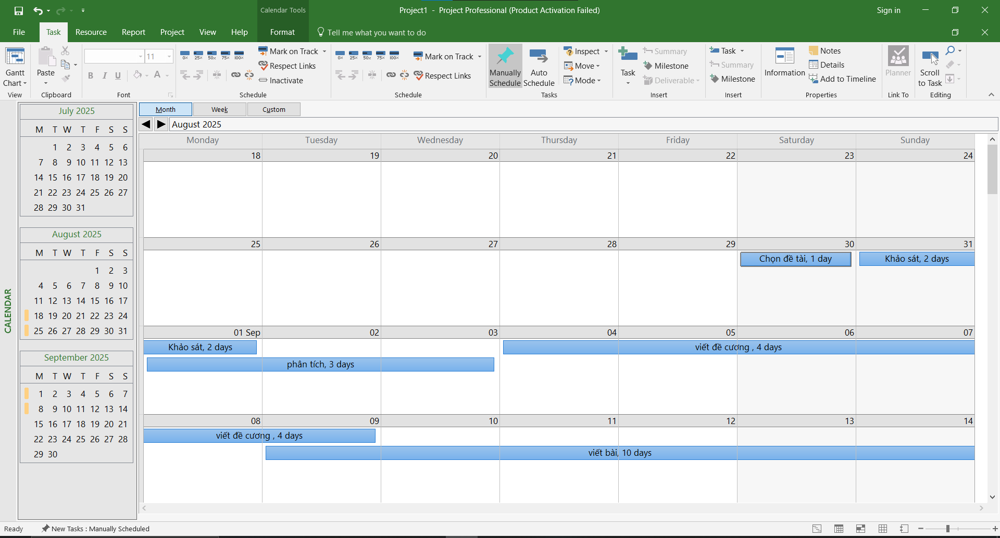 Calendar Tools
Project1 - Project Professional (Product Activation Failed)
Sign in
File Task Resource Report Project View Help Format Tell me what you want to do
Gantt Chart
View
Paste
Clipboard
11
B I U A
Font
0% 25% 50% 75% 100%
Mark on Track
Respect Links
Inactivate
Schedule
0% 25% 50% 75% 100%
Mark on Track
Respect Links
Schedule
Manually Schedule
Auto Schedule
Inspect
Move
Mode
Tasks
Task
Summary
Milestone
Deliverable
Insert
Task
Summary
Milestone
Insert
Information
Notes
Details
Add to Timeline
Properties
Planner
Link To
Scroll to Task
Editing
CALENDAR
July 2025
M T W T F S S
1 2 3 4 5 6
7 8 9 10 11 12 13
14 15 16 17 18 19 20
21 22 23 24 25 26 27
28 29 30 31
August 2025
M T W T F S S
1 2 3
4 5 6 7 8 9 10
11 12 13 14 15 16 17
18 19 20 21 22 23 24
25 26 27 28 29 30 31
September 2025
M T W T F S S
1 2 3 4 5 6 7
8 9 10 11 12 13 14
15 16 17 18 19 20 21
22 23 24 25 26 27 28
29 30
Month Week Custom
August 2025
Monday Tuesday Wednesday Thursday Friday Saturday Sunday
18 19 20 21 22 23 24
25 26 27 28 29 30 31
Chọn đề tài, 1 day Khảo sát, 2 days
01 Sep 02 03 04 05 06 07
Khảo sát, 2 days viết đề cương , 4 days
phân tích, 3 days
08 09 10 11 12 13 14
viết đề cương , 4 days
viết bài, 10 days
Ready New Tasks : Manually Scheduled